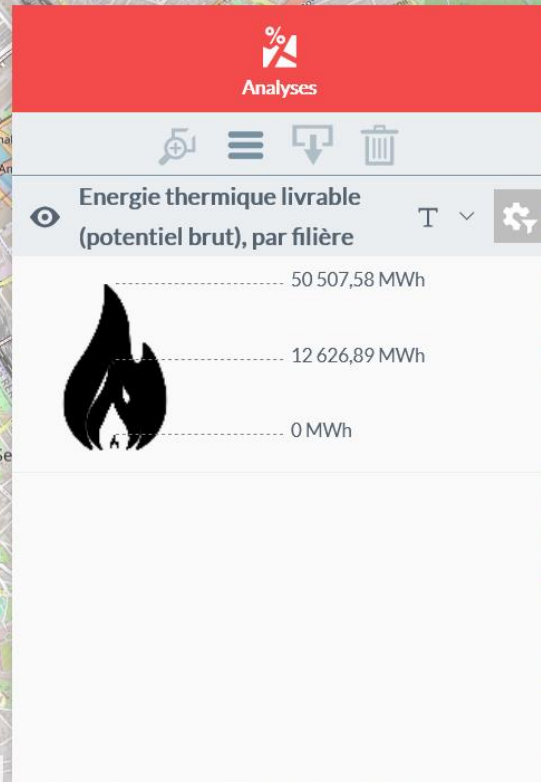 %
Analyses
Energie thermique livrable
(potentiel brut), par filière
T
50 507,58 MWh
12 626,89 MWh
0 MWh